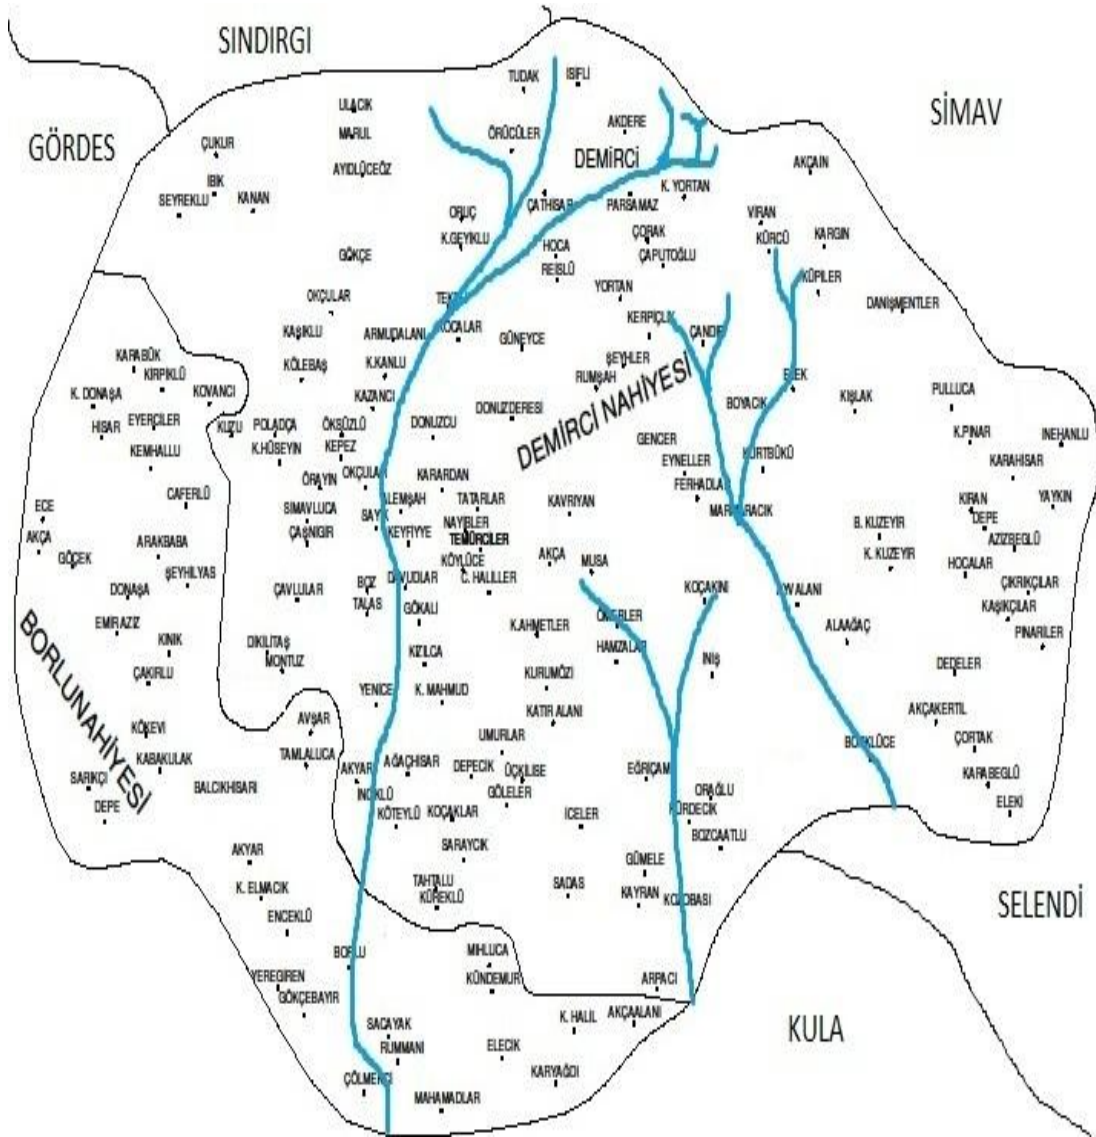 SINDIRGI
TUDAK
ISIFLI
ULACIK
SİMAV
MARUL
ÖRÜCÜLER
AKDERE
GÖRDES
ÇUKUR
DEMİRCİ
AYIDLÜCEÖZ
AKÇAIN
IBIK
K. YORTAN
SEYREKLU
KANAN
ÇATHISAR
PARSAMAZ
ORUÇ
VIRAN
K.GEYIKLU
ÇORAK
KÜRCÜ
KARGIN
HOCA
GÖKÇE
ÇAPUTOĞLU
REISLÜ
KÜPILER
YORTAN
OKÇULAR
DANIŞMENTLER
KERPIÇLIK
KAŞIKLU
ARMUDALANI
KOCALAR
GÜNEYCE
KARABÜK
ŞEYHLER
KÖLEBAŞ
K.KANLU
KIRPIKLÜ
RUMŞAH
K. DONAŞA
KOVANCI
KAZANCI
PULLUCA
BOYACIK
KIŞLAK
DONUZDERESI
DEMİRCİ NAHİYESİ
HISAR
EYERCILER
KUZU
POLADÇA
ÖKSÜZLÜ
DONUZCU
K.PINAR
INEHANLU
K.HÜSEYIN
KEPEZ
GENCER
KEMHALLU
KÜRTBÜKÜ
EYNELLER
KARAHISAR
ÖRAYIN
OKÇULAR
KARARDAN
FERHADLAR
CAFERLÜ
ALEMŞAH
TATARLAR
KAVRIYAN
KIRAN
YAYKIN
ECE
SIMAVLUCA
SAYIK
NAYIBLER
DEPE
B. KUZEYIR
AKÇA
ÇAŞNIGIR
KEYFIYYE
TEMÜRCILER
AZIZBEGLÜ
ARAKBABA
K. KUZEYIR
GÖÇEK
AKÇA
MUSA
KÖYLÜCE
HOCALAR
ŞEYHILYAS
BOZ
DAVUDLAR
C. HALILLER
ÇIKRIKÇILAR
DONAŞA
KOÇAKINI
ÇAVLULAR
TALAS
KAŞIKÇILAR
EMIRAZIZ
GÖKALI
K.AHMETLER
ALAAĞAÇ
PINARILER
KINIK
DIKILITAŞ
HAMZALAR
KIZILCA
INIŞ
MONTUZ
DEDELER
ÇAKIRLU
KURUMÖZI
YENICE
K. MAHMUD
BORLUNAHİYESİ
KATIR ALANI
AKÇAKERTIL
AVŞAR
KÖKEVI
UMURLAR
ÇORTAK
TAMLALUCA
AĞAÇHISAR
KABAKULAK
DEPECIK
ÜÇKILISE
EĞRIÇAM
AKYAR
SARIKÇI
KARABEGLÜ
BALCIKHISARI
GÖLELER
ORAĞLU
DEPE
ELEKI
KÖTEYLÜ
KOÇAKLAR
ICELER
KÜRDECIK
BOZCAATLU
AKYAR
SARAYCIK
GÜMELE
TAHTALU
SADAS
K. ELMACIK
KÜREKLÜ
KAYRAN
SELENDİ
ENCEKLÜ
BORLU
MIHLUCA
YEREGIREN
KÜNDEMUR
ARPACI
GÖKÇEBAYIR
SACAYAK
K. HALIL
AKÇAALANI
KULA
RUMMANI
ELECIK
KARYAĞDI
MAHAMADLAR